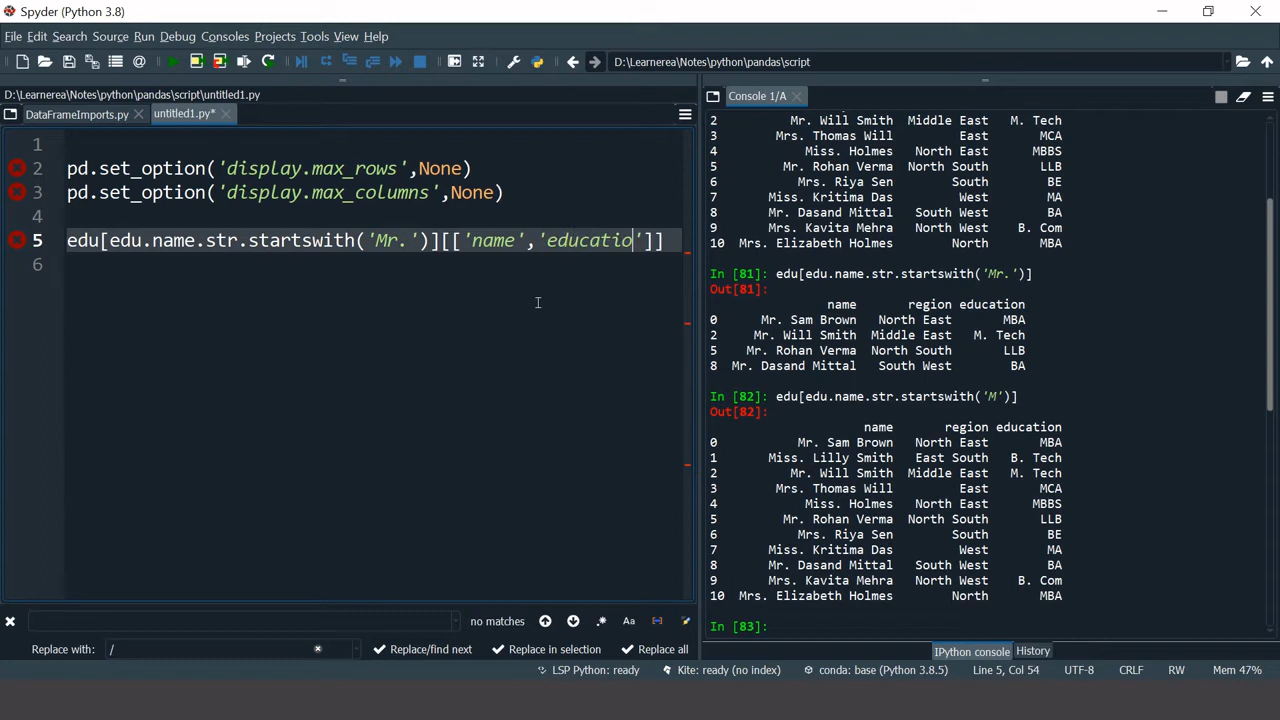 Spyder (Python 3.8)
File Edit Search Source Run Debug Consoles Projects Tools View Help
D:\Learnerea\Notes\python\pandas\script
D:\Learnerea\Notes\python\pandas\script\untitled1.py
DataFrameImports.py untitled1.py*
1
2 pd.set_option('display.max_rows',None)
3 pd.set_option('display.max_columns',None)
4
5 edu[edu.name.str.startswith('Mr.')][['name','educatio']]
6
no matches Aa
Replace with: / Replace/find next Replace in selection Replace all
Console 1/A
2 Mr. Will Smith Middle East M. Tech
3 Mrs. Thomas Will East MCA
4 Miss. Holmes North East MBBS
5 Mr. Rohan Verma North South LLB
6 Mrs. Riya Sen South BE
7 Miss. Kritima Das West MA
8 Mr. Dasand Mittal South West BA
9 Mrs. Kavita Mehra North West B. Com
10 Mrs. Elizabeth Holmes North MBA
In [81]: edu[edu.name.str.startswith('Mr.')]
Out[81]:
name region education
0 Mr. Sam Brown North East MBA
2 Mr. Will Smith Middle East M. Tech
5 Mr. Rohan Verma North South LLB
8 Mr. Dasand Mittal South West BA
In [82]: edu[edu.name.str.startswith('M')]
Out[82]:
name region education
0 Mr. Sam Brown North East MBA
1 Miss. Lilly Smith East South B. Tech
2 Mr. Will Smith Middle East M. Tech
3 Mrs. Thomas Will East MCA
4 Miss. Holmes North East MBBS
5 Mr. Rohan Verma North South LLB
6 Mrs. Riya Sen South BE
7 Miss. Kritima Das West MA
8 Mr. Dasand Mittal South West BA
9 Mrs. Kavita Mehra North West B. Com
10 Mrs. Elizabeth Holmes North MBA
In [83]:
IPython console History
LSP Python: ready Kite: ready (no index) conda: base (Python 3.8.5) Line 5, Col 54 UTF-8 CRLF RW Mem 47%